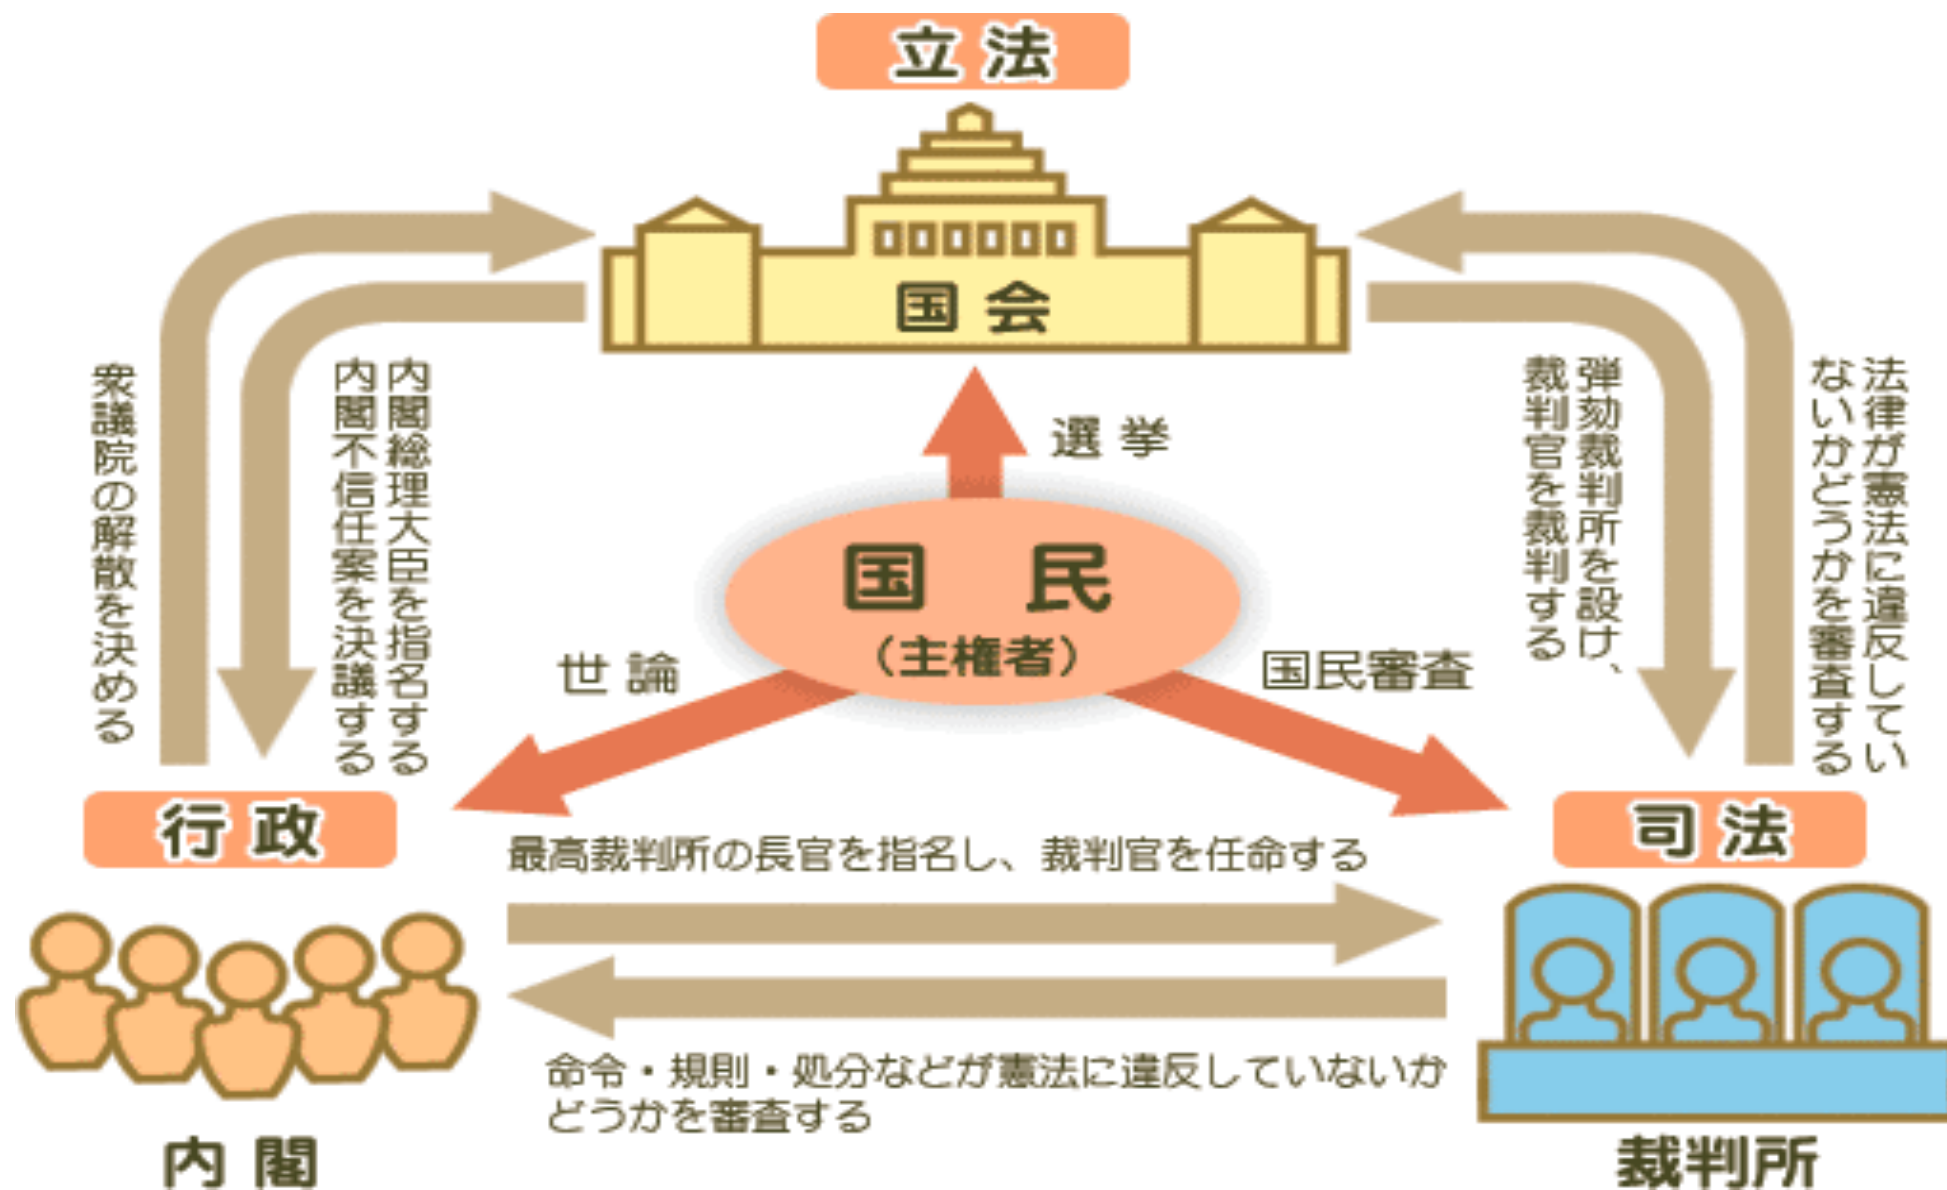 立法
国会
衆議院の解散を決める
内閣総理大臣を指名する
内閣不信任案を決議する
選挙
弾劾裁判所を設け、
裁判官を裁判する
法律が憲法に違反してい
ないかどうかを審査する
国民
（主権者）
世論
国民審査
行政
司法
最高裁判所の長官を指名し、裁判官を任命する
命令・規則・処分などが憲法に違反していないか
どうかを審査する
内閣
裁判所